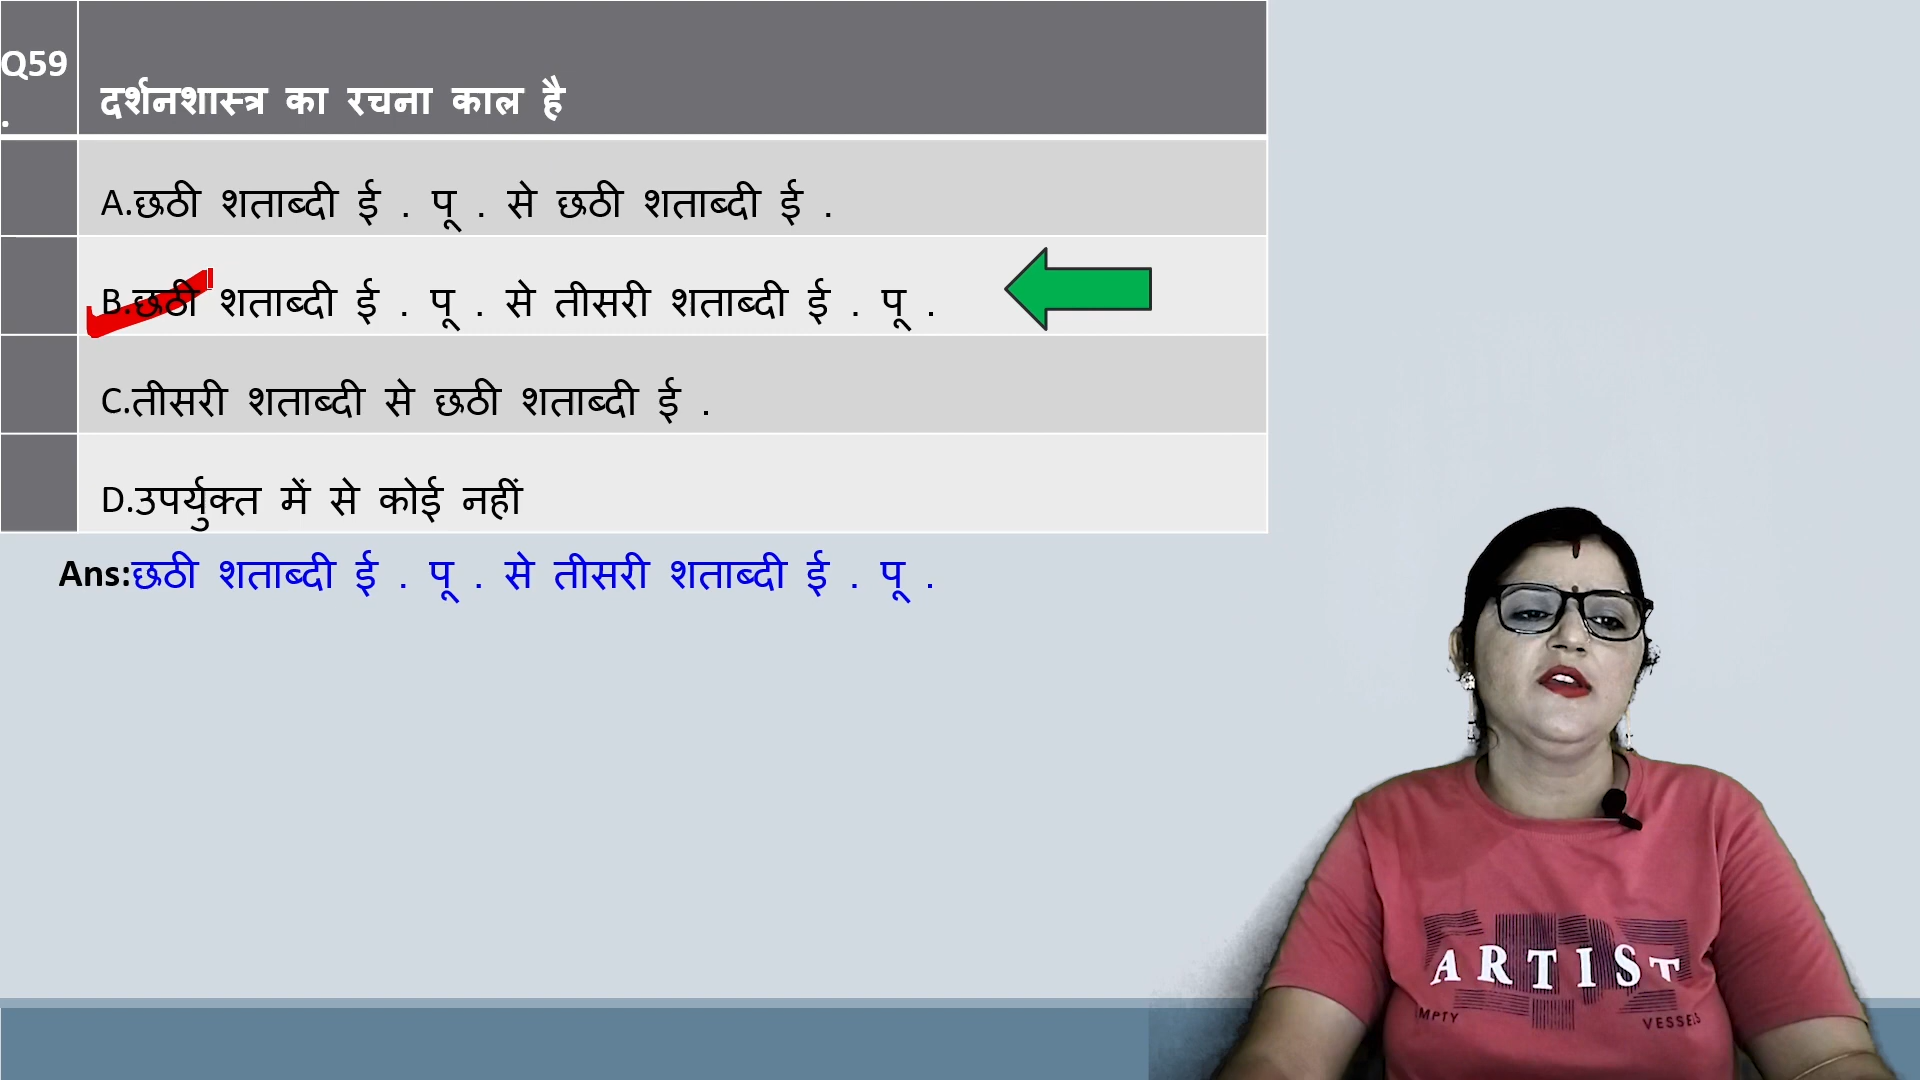 Q59
.
दर्शनशास्त्र का रचना काल है
A.छठी शताब्दी ई . पू . से छठी शताब्दी ई .
B.छठी शताब्दी ई . पू . से तीसरी शताब्दी ई . पू .
C.तीसरी शताब्दी से छठी शताब्दी ई .
D.उपर्युक्त में से कोई नहीं
Ans:छठी शताब्दी ई . पू . से तीसरी शताब्दी ई . पू .
ARTIST
MPTY VESSELS